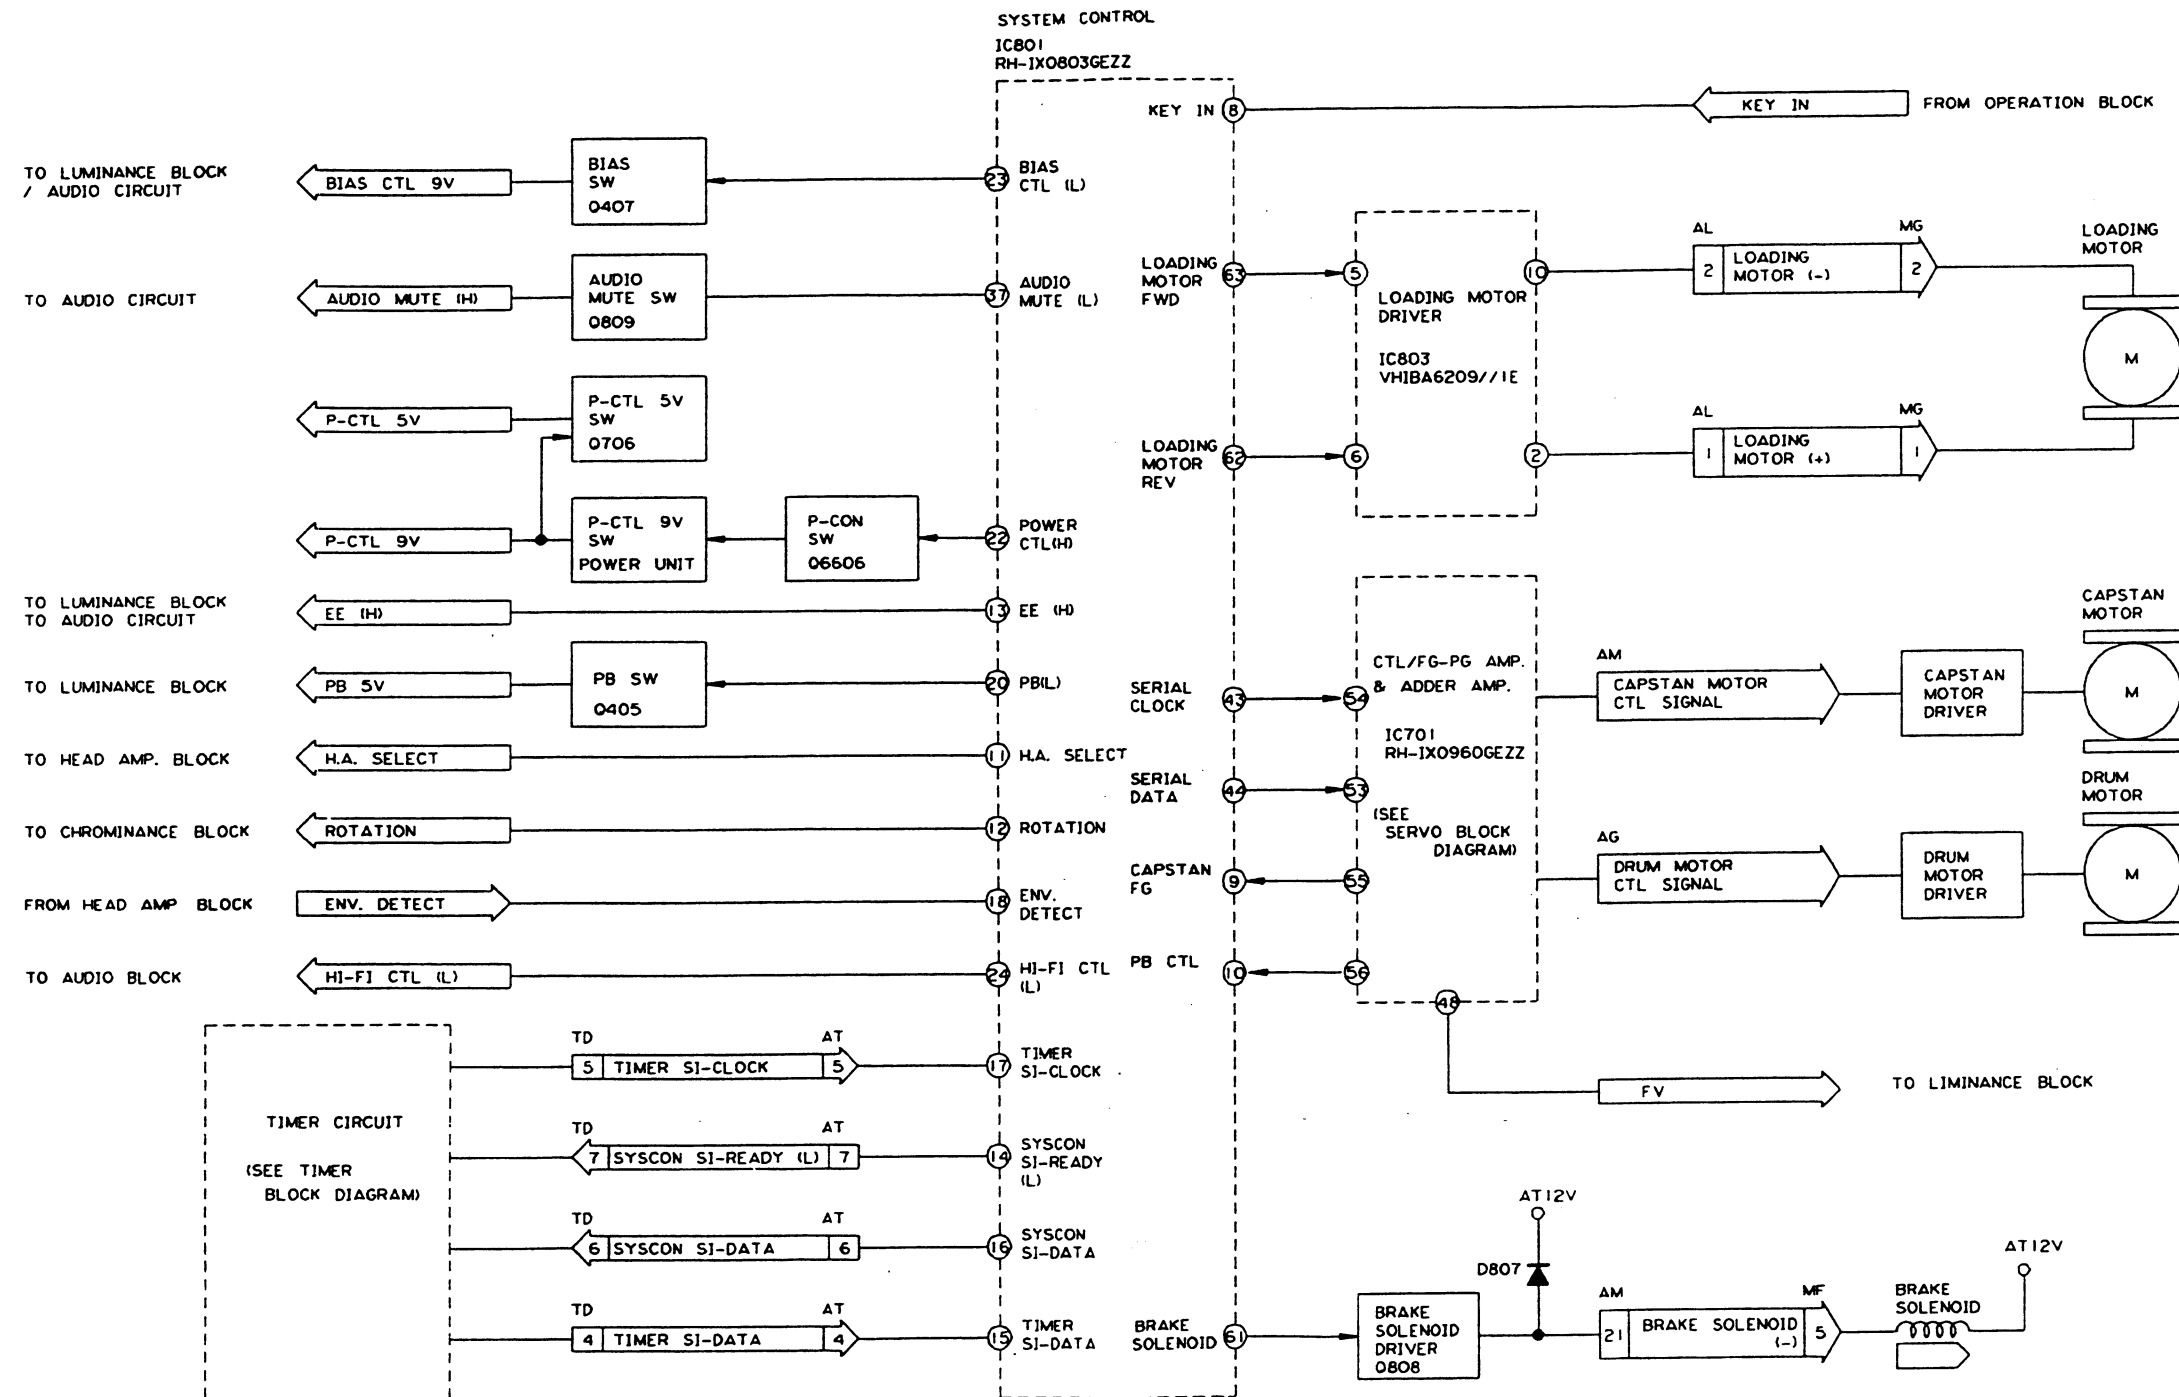 SYSTEM CONTROL
IC801
RH-IX0803GEZZ
KEY IN 8
KEY IN
FROM OPERATION BLOCK
TO LUMINANCE BLOCK
/ AUDIO CIRCUIT
BIAS CTL 9V
BIAS
SW
Q407
23
BIAS
CTL (L)
TO AUDIO CIRCUIT
AUDIO MUTE (H)
AUDIO
MUTE SW
Q809
37
AUDIO
MUTE (L)
P-CTL 5V
P-CTL 5V
SW
Q706
P-CTL 9V
P-CTL 9V
SW
POWER UNIT
P-CON
SW
Q6606
22
POWER
CTL(H)
TO LUMINANCE BLOCK
TO AUDIO CIRCUIT
EE (H)
13
EE (H)
TO LUMINANCE BLOCK
PB 5V
PB SW
Q405
20
PB(L)
TO HEAD AMP. BLOCK
H.A. SELECT
11
H.A. SELECT
TO CHROMINANCE BLOCK
ROTATION
12
ROTATION
FROM HEAD AMP BLOCK
ENV. DETECT
18
ENV.
DETECT
TO AUDIO BLOCK
HI-FI CTL (L)
24
HI-FI CTL
(L)
TIMER CIRCUIT
(SEE TIMER
BLOCK DIAGRAM)
TD
AT
5 TIMER SI-CLOCK 5
17
TIMER
SI-CLOCK
TD
AT
7 SYSCON SI-READY (L) 7
14
SYSCON
SI-READY
(L)
TD
AT
6 SYSCON SI-DATA 6
16
SYSCON
SI-DATA
TD
AT
4 TIMER SI-DATA 4
15
TIMER
SI-DATA
LOADING
MOTOR
FWD
63
5
LOADING MOTOR
DRIVER
IC803
VHIBA6209//1E
10
AL
MG
2
LOADING
MOTOR (-)
2
LOADING
MOTOR
M
LOADING
MOTOR
REV
62
6
2
AL
MG
1
LOADING
MOTOR (+)
1
SERIAL
CLOCK
43
54
CTL/FG-PG AMP.
& ADDER AMP.
IC701
RH-IX0960GEZZ
(SEE
SERVO BLOCK
DIAGRAM)
SERIAL
DATA
44
53
CAPSTAN
FG
9
55
PB CTL
10
56
48
AM
CAPSTAN MOTOR
CTL SIGNAL
CAPSTAN
MOTOR
DRIVER
CAPSTAN
MOTOR
M
AG
DRUM MOTOR
CTL SIGNAL
DRUM
MOTOR
DRIVER
DRUM
MOTOR
M
FV
TO LIMINANCE BLOCK
BRAKE
SOLENOID
61
BRAKE
SOLENOID
DRIVER
Q808
AT12V
D807
AM
MF
21
BRAKE SOLENOID
(-)
5
BRAKE
SOLENOID
AT12V